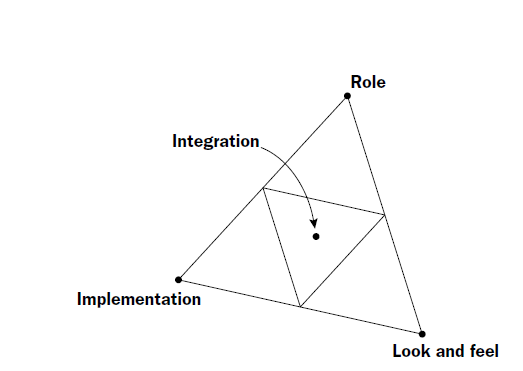 Role
Integration
Implementation
Look and feel